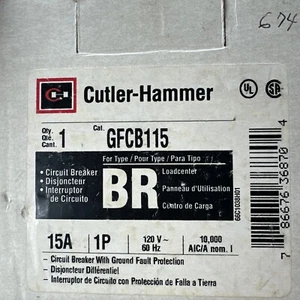 674
Cutler-Hammer
UL
SA
Qty. Cat.
Qté.
Cant. 1 GFCB115
For Type / Pour Type / Para Tipo
• Circuit Breaker
• Disjoncteur
• Interruptor
de Circuito
BR
Loadcenter
Panneau d'Utilisation
Centro de Carga
15A 1P 120 V~
60 Hz 10,000
AIC/A nom. I
- Circuit Breaker With Ground Fault Protection
- Disjoncteur Différentiel
- Interruptor de Circuito con Protección de Falla a Tierra
7 86676 36870 4